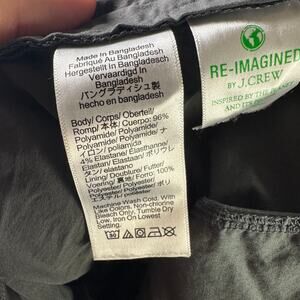 Made In Bangladesh
Fabriqué Au Bangladesh
Hergestellt In Bangladesch
Vervaardigd In
Bangladesh
バングラディシュ製
hecho en bangladesh
Body/ Corps/ Oberteil/
Romp/ 本体/ Cuerpo: 96%
Polyamide/ Polyamide/ ナ
イロン/ poliamida
4% Elastane/ Elasthanne/
Elastan/ Elastaan/ ポリウレ
タン/ elastano
Lining/ Doublure/ Futter/
Voering/ 裏地/ Forro: 100%
Polyester/ Polyester/
Polyester/ Polyester/ ポリ
エステル/ poliéster
Machine Wash Cold. With
Like Colors. Non-chlorine
Bleach Only. Tumble Dry
Low. Iron On Low
Setting.
RE-IMAGINED
BY J.CREW
INSPIRED BY THE PLANET
AND